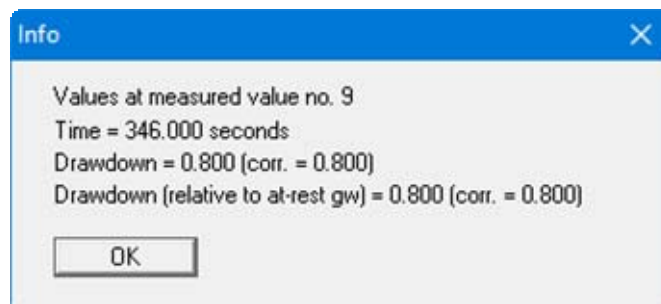 Info
Values at measured value no. 9
Time = 346.000 seconds
Drawdown = 0.800 (corr. = 0.800)
Drawdown (relative to at-rest gw) = 0.800 (corr. = 0.800)
OK